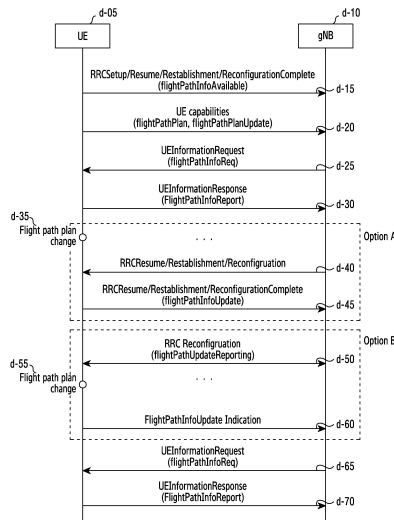 d-05
d-10
UE
gNB
RRCSetup/Resume/Restablishment/ReconfigurationComplete
(flightPathInfoAvailable)
d-15
UE capabilities
(flightPathPlan, flightPathPlanUpdate)
d-20
UEInformationRequest
(flightPathInfoReq)
d-25
UEInformationResponse
(FlightPathInfoReport)
d-30
d-35
Flight path plan
change
. . .
Option A
RRCResume/Restablishment/Reconfigruation
d-40
RRCResume/Restablishment/ReconfigurationComplete
(flightPathInfoUpdate)
d-45
Option B
RRC Reconfigruation
(flightPathUpdateReporting)
d-50
d-55
Flight path plan
change
. . .
FlightPathInfoUpdate Indication
d-60
UEInformationRequest
(flightPathInfoReq)
d-65
UEInformationResponse
(FlightPathInfoReport)
d-70